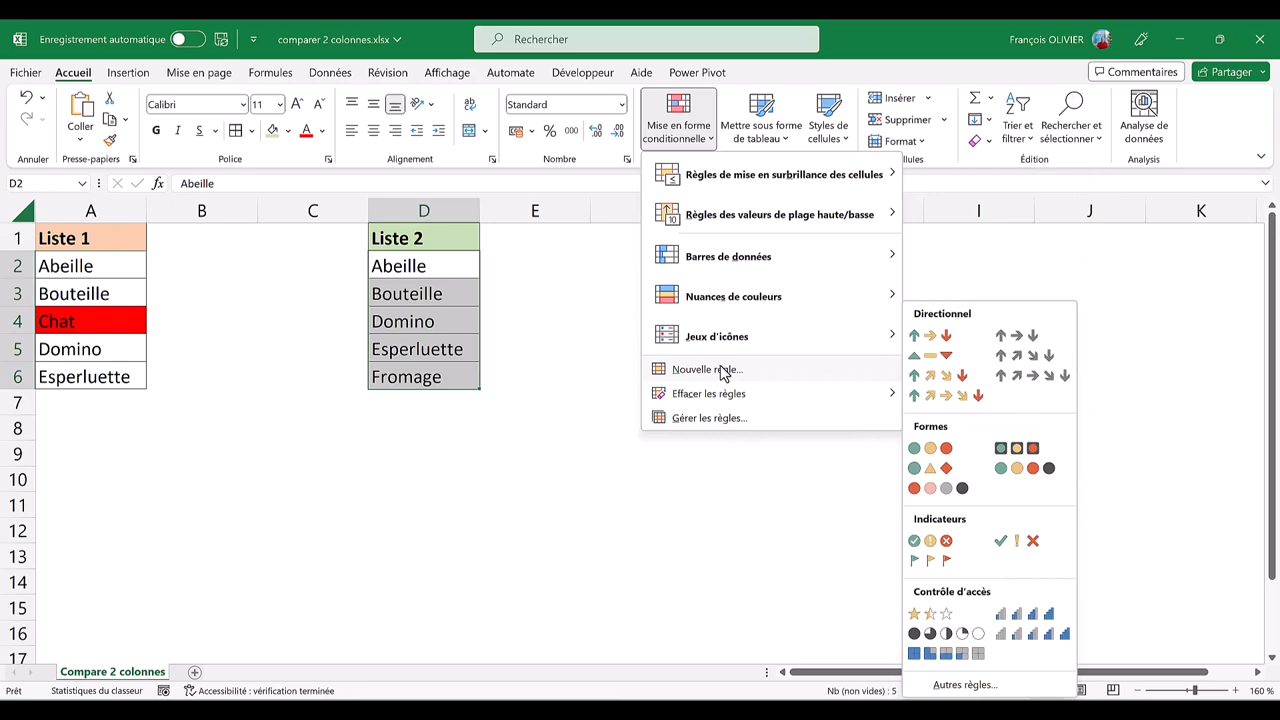 Enregistrement automatique
comparer 2 colonnes.xlsx
Rechercher
François OLIVIER
Fichier Accueil Insertion Mise en page Formules Données Révision Affichage Automate Développeur Aide Power Pivot
Commentaires Partager
Coller
Calibri 11
G I S A
Standard
% 000
Mise en forme conditionnelle
Mettre sous forme de tableau
Styles de cellules
Insérer
Supprimer
Format
Trier et filtrer
Rechercher et sélectionner
Analyse de données
Annuler Presse-papiers Police Alignement Nombre llules Édition Analysis
D2 fx Abeille
A B C D E I J K
1 Liste 1 Liste 2
2 Abeille Abeille
3 Bouteille Bouteille
4 Chat Domino
5 Domino Esperluette
6 Esperluette Fromage
7
8
9
10
11
12
13
14
15
16
17
Règles de mise en surbrillance des cellules
Règles des valeurs de plage haute/basse
Barres de données
Nuances de couleurs
Jeux d'icônes
Nouvelle règle...
Effacer les règles
Gérer les règles...
Directionnel
Formes
Indicateurs
Contrôle d'accès
Autres règles...
Compare 2 colonnes
Prêt Statistiques du classeur Accessibilité : vérification terminée Nb (non vides) : 5 160 %